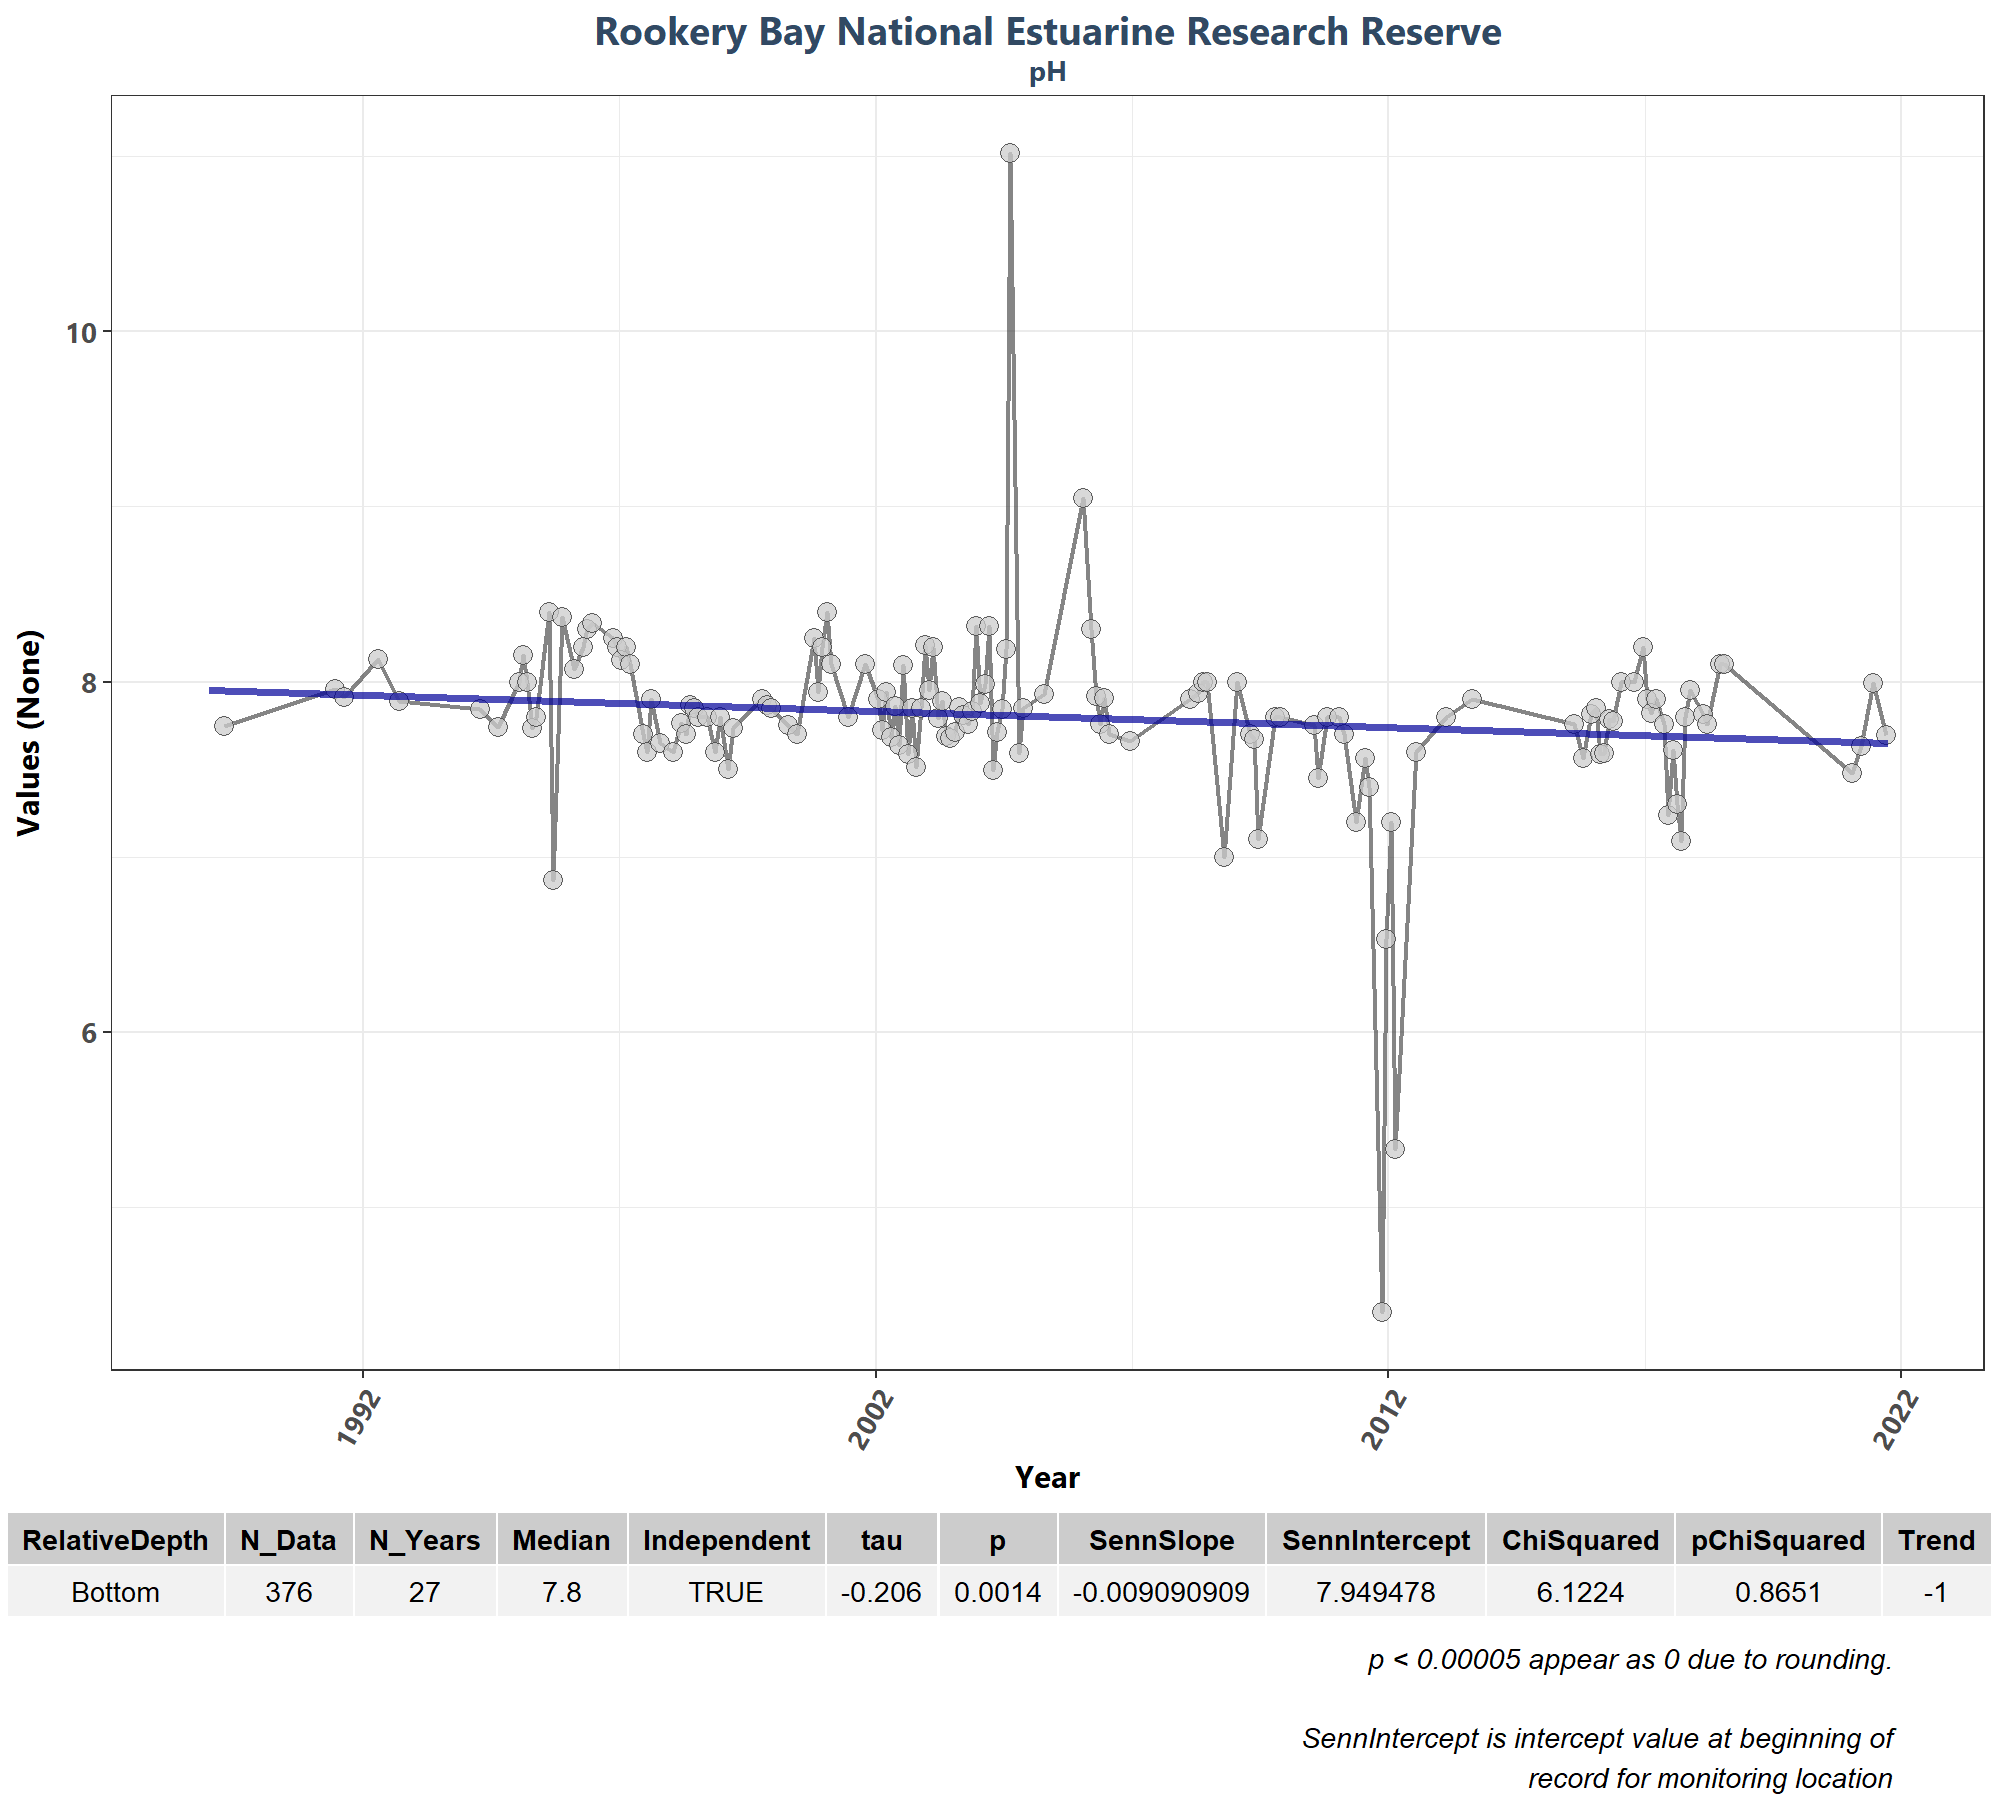 Rookery Bay National Estuarine Research Reserve
pH
10
8
6
Values (None)
1992 2002 2012 2022
Year
RelativeDepth N_Data N_Years Median Independent tau p SennSlope SennIntercept ChiSquared pChiSquared Trend
Bottom 376 27 7.8 TRUE -0.206 0.0014 -0.009090909 7.949478 6.1224 0.8651 -1
p < 0.00005 appear as 0 due to rounding.
SennIntercept is intercept value at beginning of
record for monitoring location